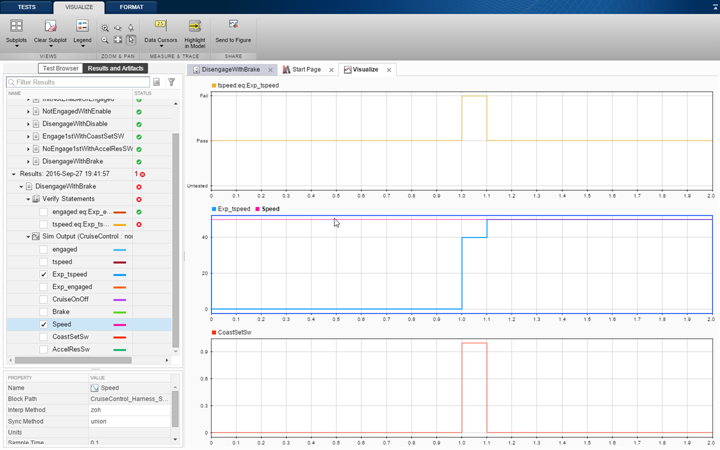 TESTS VISUALIZE FORMAT
Subplots Clear Subplot Legend Data Cursors Highlight in Model Send to Figure
VIEWS ZOOM & PAN MEASURE & TRACE SHARE
Test Browser Results and Artifacts
DisengageWithBrake Start Page Visualize
Filter Results
NAME STATUS
NotEngagedWithEnable
DisengageWithDisable
Engage1stWithCoastSetSW
NoEngage1stWithAccelResSW
DisengageWithBrake
Results: 2016-Sep-27 19:41:57 1
DisengageWithBrake
Verify Statements
engaged:eq:Exp_e...
tspeed:eq:Exp_ts...
Sim Output (CruiseControl : nor
engaged
tspeed
Exp_tspeed
Exp_engaged
CruiseOnOff
Brake
Speed
CoastSetSw
AccelResSw
PROPERTY VALUE
Name Speed
Block Path CruiseControl_Harness_S...
Interp Method zoh
Sync Method union
Units
Sample Time 0.1
tspeed:eq:Exp_tspeed
Fail
Pass
Untested
0 0.1 0.2 0.3 0.4 0.5 0.6 0.7 0.8 0.9 1.0 1.1 1.2 1.3 1.4 1.5 1.6 1.7 1.8 1.9 2.0
Exp_tspeed Speed
40
20
0
0 0.1 0.2 0.3 0.4 0.5 0.6 0.7 0.8 0.9 1.0 1.1 1.2 1.3 1.4 1.5 1.6 1.7 1.8 1.9 2.0
CoastSetSw
0.9
0.6
0.3
0
0 0.1 0.2 0.3 0.4 0.5 0.6 0.7 0.8 0.9 1.0 1.1 1.2 1.3 1.4 1.5 1.6 1.7 1.8 1.9 2.0